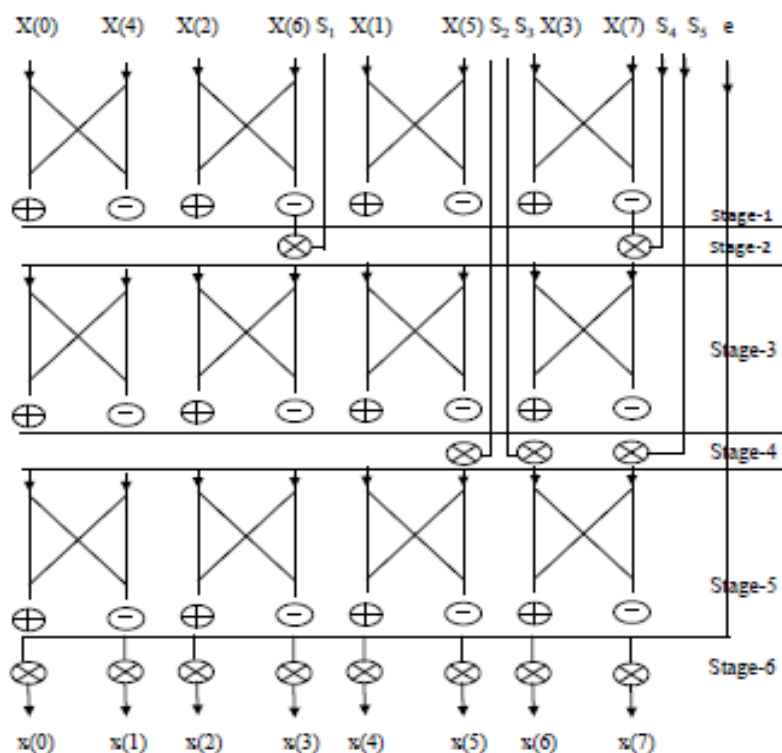 X(0) X(4) X(2) X(6) S₁ X(1) X(5) S₂ S₃ X(3) X(7) S₄ S₅ e
Stage-1
Stage-2
Stage-3
Stage-4
Stage-5
Stage-6
x(0) x(1) x(2) x(3) x(4) x(5) x(6) x(7)